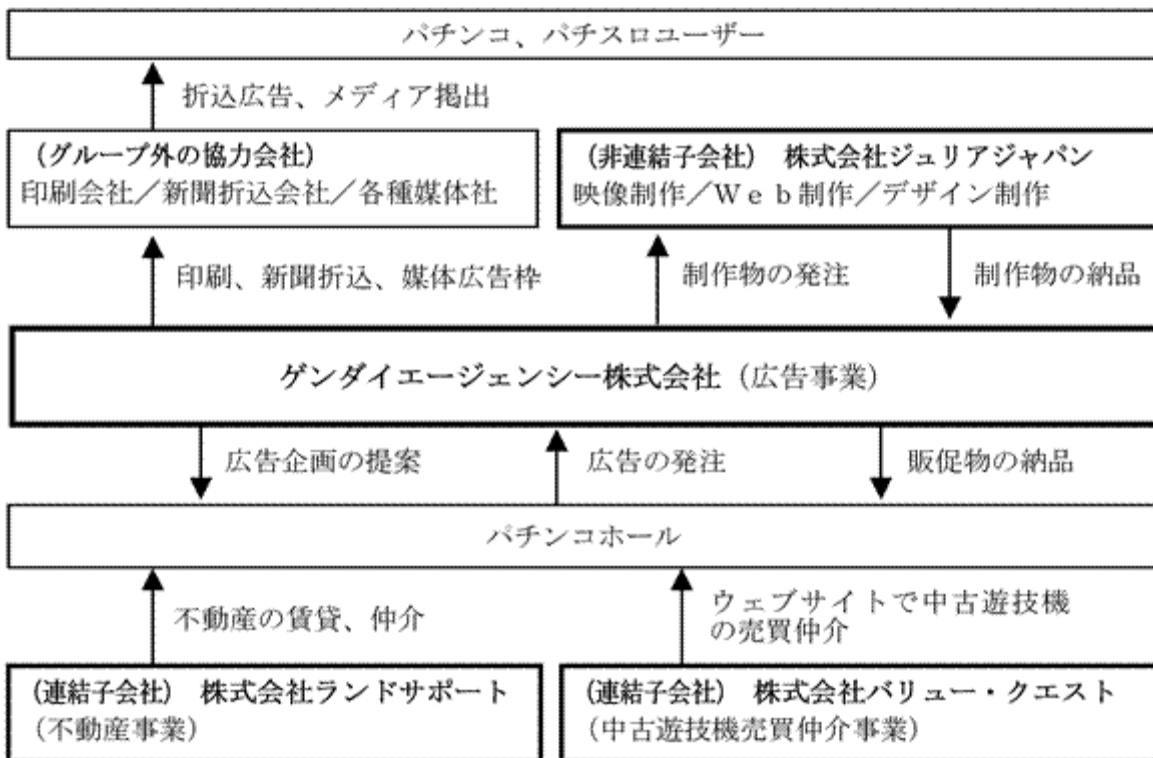 パチンコ、パチスロユーザー
折込広告、メディア掲出
(グループ外の協力会社)
印刷会社/新聞折込会社/各種媒体社
(非連結子会社) 株式会社ジュリアジャパン
映像制作/Web制作/デザイン制作
印刷、新聞折込、媒体広告枠
制作物の発注
制作物の納品
ゲンダイエージェンシー株式会社(広告事業)
広告企画の提案
広告の発注
販促物の納品
パチンコホール
不動産の賃貸、仲介
ウェブサイトで中古遊技機
の売買仲介
(連結子会社) 株式会社ランドサポート
(不動産事業)
(連結子会社) 株式会社バリュー・クエスト
(中古遊技機売買仲介事業)